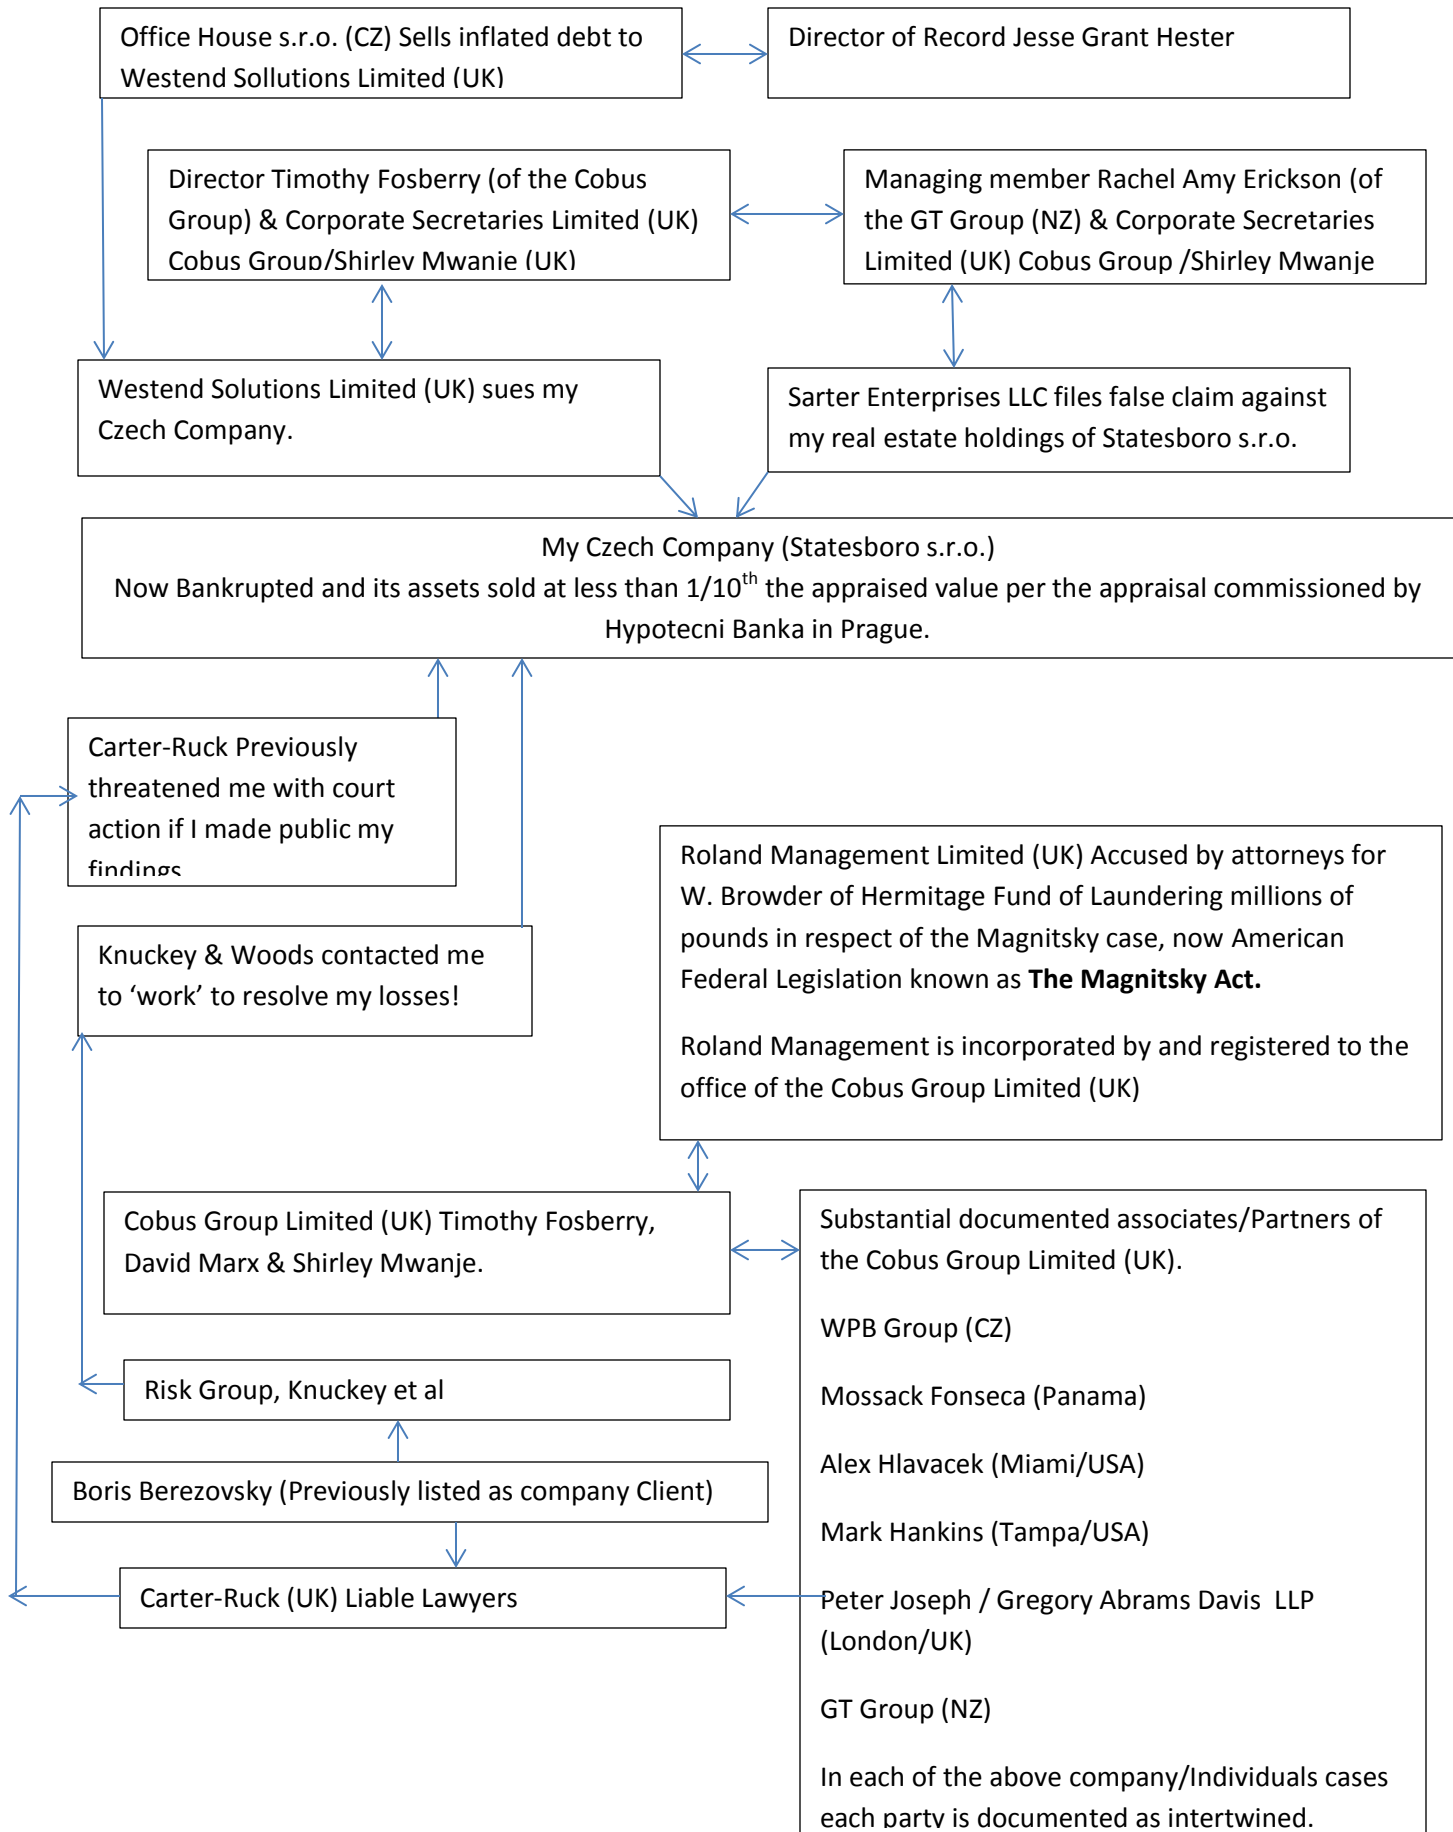 Office House s.r.o. (CZ) Sells inflated debt to
Westend Sollutions Limited (UK)
Director of Record Jesse Grant Hester
Director Timothy Fosberry (of the Cobus
Group) & Corporate Secretaries Limited (UK)
Cobus Group/Shirley Mwanje (UK)
Managing member Rachel Amy Erickson (of
the GT Group (NZ) & Corporate Secretaries
Limited (UK) Cobus Group /Shirley Mwanje
Westend Solutions Limited (UK) sues my
Czech Company.
Sarter Enterprises LLC files false claim against
my real estate holdings of Statesboro s.r.o.
My Czech Company (Statesboro s.r.o.)
Now Bankrupted and its assets sold at less than 1/10th the appraised value per the appraisal commissioned by
Hypotecni Banka in Prague.
Carter-Ruck Previously
threatened me with court
action if I made public my
findings
Knuckey & Woods contacted me
to ‘work’ to resolve my losses!
Roland Management Limited (UK) Accused by attorneys for
W. Browder of Hermitage Fund of Laundering millions of
pounds in respect of the Magnitsky case, now American
Federal Legislation known as The Magnitsky Act.
Roland Management is incorporated by and registered to the
office of the Cobus Group Limited (UK)
Cobus Group Limited (UK) Timothy Fosberry,
David Marx & Shirley Mwanje.
Risk Group, Knuckey et al
Boris Berezovsky (Previously listed as company Client)
Carter-Ruck (UK) Liable Lawyers
Substantial documented associates/Partners of
the Cobus Group Limited (UK).
WPB Group (CZ)
Mossack Fonseca (Panama)
Alex Hlavacek (Miami/USA)
Mark Hankins (Tampa/USA)
Peter Joseph / Gregory Abrams Davis LLP
(London/UK)
GT Group (NZ)
In each of the above company/Individuals cases
each party is documented as intertwined.